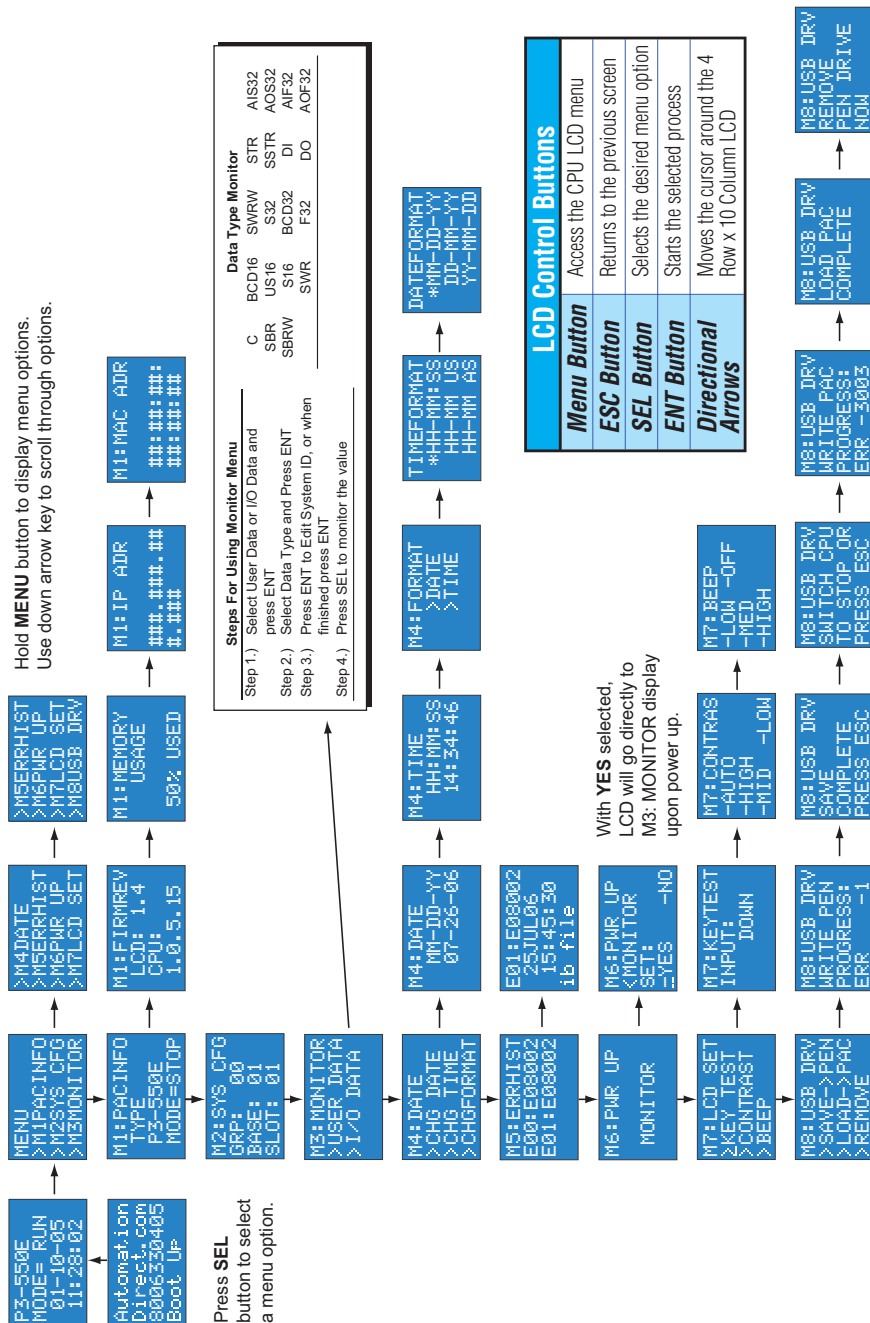 Hold MENU button to display menu options.
Use down arrow key to scroll through options.
P3-550E
MODE= RUN
01-10-05
11:28:02
Automation
Direct.com
8006330405
Boot Up
Press SEL
button to select
a menu option.
MENU
>M1PACINFO
>M2SYS CFG
>M3MONITOR
>M4DATE
>M5ERRHIST
>M6PWR UP
>M7LCD SET
>M5ERRHIST
>M6PWR UP
>M7LCD SET
>M8USB DRV
M1:PACINFO
TYPE
P3-550E
MODE=STOP
M1:FIRMREV
LCD: 1.4
CPU:
1.0.5.15
M1:MEMORY
USAGE
50% USED
M1:IP ADR
###.###.##
#.###
M1:MAC ADR
##:##:##:
##:##:##
M2:SYS CFG
GRP: 00
BASE: 01
SLOT: 01
M3:MONITOR
>USER DATA
>I/O DATA
Steps For Using Monitor Menu
Step 1.) Select User Data or I/O Data and
press ENT
Step 2.) Select Data Type and Press ENT
Step 3.) Press ENT to Edit System ID, or when
finished press ENT
Step 4.) Press SEL to monitor the value
Data Type Monitor
C BCD16 SWRW STR AIS32
SBR US16 S32 SSTR AOS32
SBRW S16 BCD32 DI AIF32
SWR F32 DO AOF32
M4:DATE
>CHG DATE
>CHG TIME
>CHGFORMAT
M4:DATE
MM-DD-YY
07-26-06
M4:TIME
HH:MM:SS
14:34:46
M4:FORMAT
>DATE
>TIME
TIMEFORMAT
*HH-MM:SS
HH-MM US
HH-MM AS
DATEFORMAT
*MM-DD-YY
DD-MM-YY
YY-MM-DD
M5:ERRHIST
E00:E08002
E01:E08002
E01:E08002
25JUL06
15:45:30
ib file
M6:PWR UP
MONITOR
M6:PWR UP
<MONITOR
SET:
-YES -NO
With YES selected,
LCD will go directly to
M3: MONITOR display
upon power up.
M7:LCD SET
>KEY TEST
>CONTRAST
>BEEP
M7:KEYTEST
INPUT:
DOWN
M7:CONTRAS
-AUTO
-HIGH
-MID -LOW
M7:BEEP
-LOW -OFF
-MED
-HIGH
LCD Control Buttons
Menu Button Access the CPU LCD menu
ESC Button Returns to the previous screen
SEL Button Selects the desired menu option
ENT Button Starts the selected process
Directional Moves the cursor around the 4
Arrows Row x 10 Column LCD
M8:USB DRV
>SAVE->PEN
>LOAD->PAC
>REMOVE
M8:USB DRV
WRITE PEN
PROGRESS:
ERR -1
M8:USB DRV
SAVE
COMPLETE
PRESS ESC
M8:USB DRV
SWITCH CPU
TO STOP OR
PRESS ESC
M8:USB DRV
WRITE PAC
PROGRESS:
ERR -3003
M8:USB DRV
LOAD PAC
COMPLETE
M8:USB DRV
REMOVE
PEN DRIVE
NOW